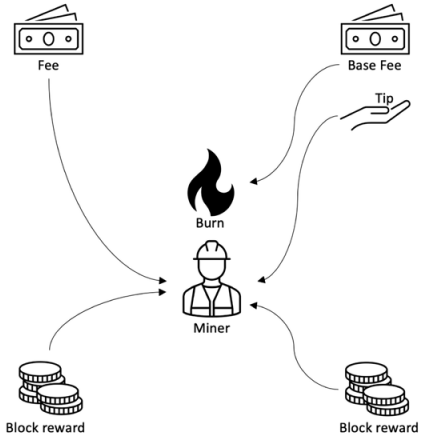 Fee
Base Fee
Tip
Burn
Miner
Block reward
Block reward